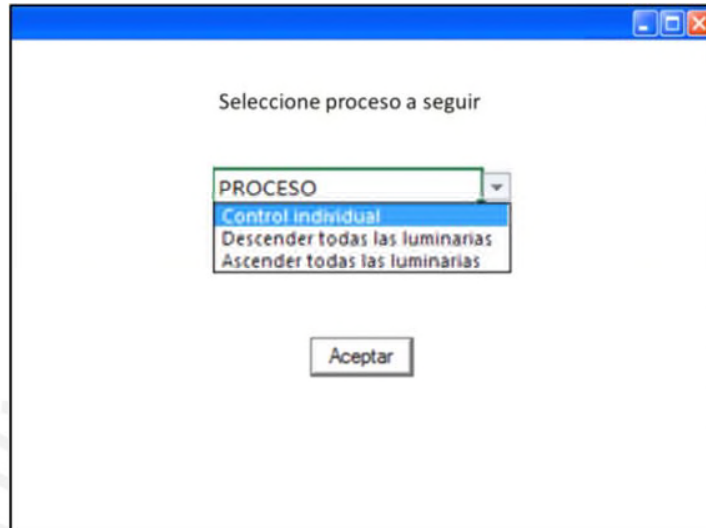 Seleccione proceso a seguir
PROCESO
Control individual
Descender todas las luminarias
Ascender todas las luminarias
Aceptar